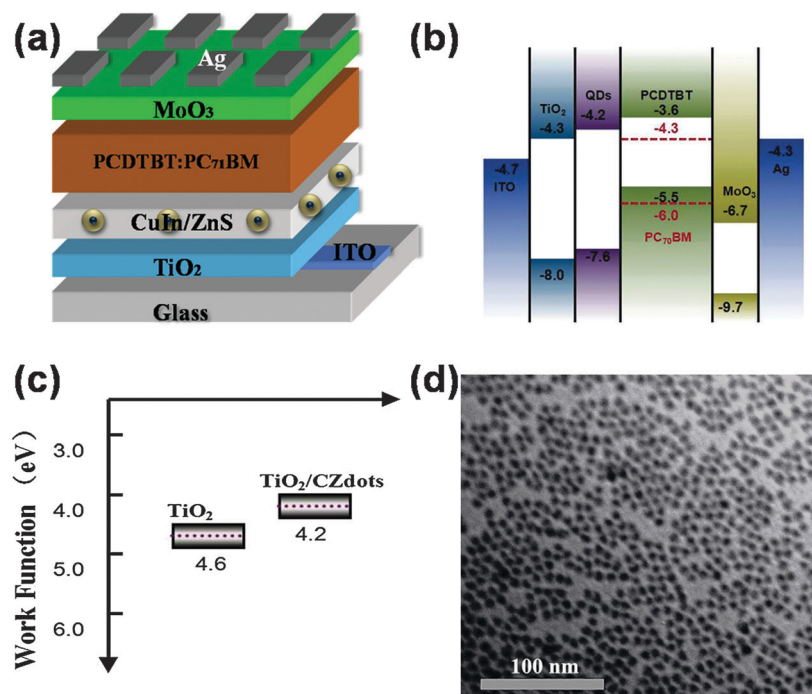 (a)
Ag
MoO₃
PCDTBT:PC₇₁BM
CuIn/ZnS
TiO₂
ITO
Glass
(b)
TiO₂
-4.3
QDs
-4.2
PCDTBT
-3.6
-4.3
-4.7
ITO
-5.5
-6.0
PC₇₀BM
MoO₃
-6.7
-4.3
Ag
-8.0
-7.6
-9.7
(c)
Work Function (eV)
3.0
4.0
5.0
6.0
TiO₂
4.6
TiO₂/CZdots
4.2
(d)
100 nm